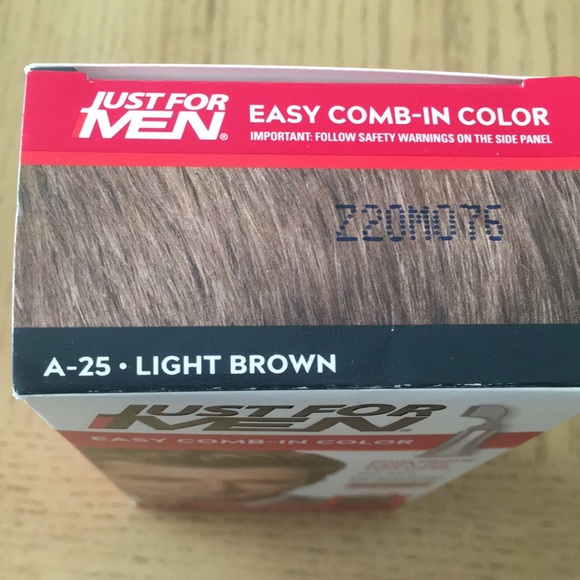 JUST FOR
MEN®
EASY COMB-IN COLOR
IMPORTANT: FOLLOW SAFETY WARNINGS ON THE SIDE PANEL
Z20M076
A-25 • LIGHT BROWN
JUST FOR
MEN®
EASY COMB-IN COLOR